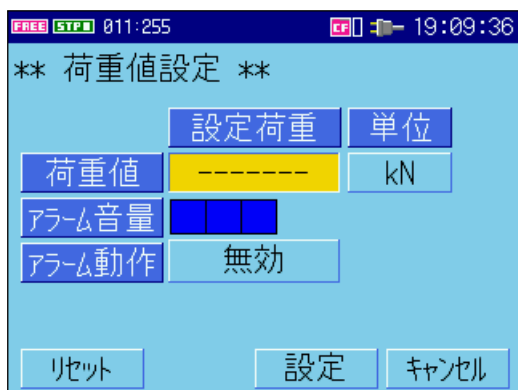 FREE STP 011:255 CF 19:09:36
** 荷重値設定 **
設定荷重 単位
荷重値 ------- kN
アラーム音量
アラーム動作 無効
リセット 設定 キャンセル